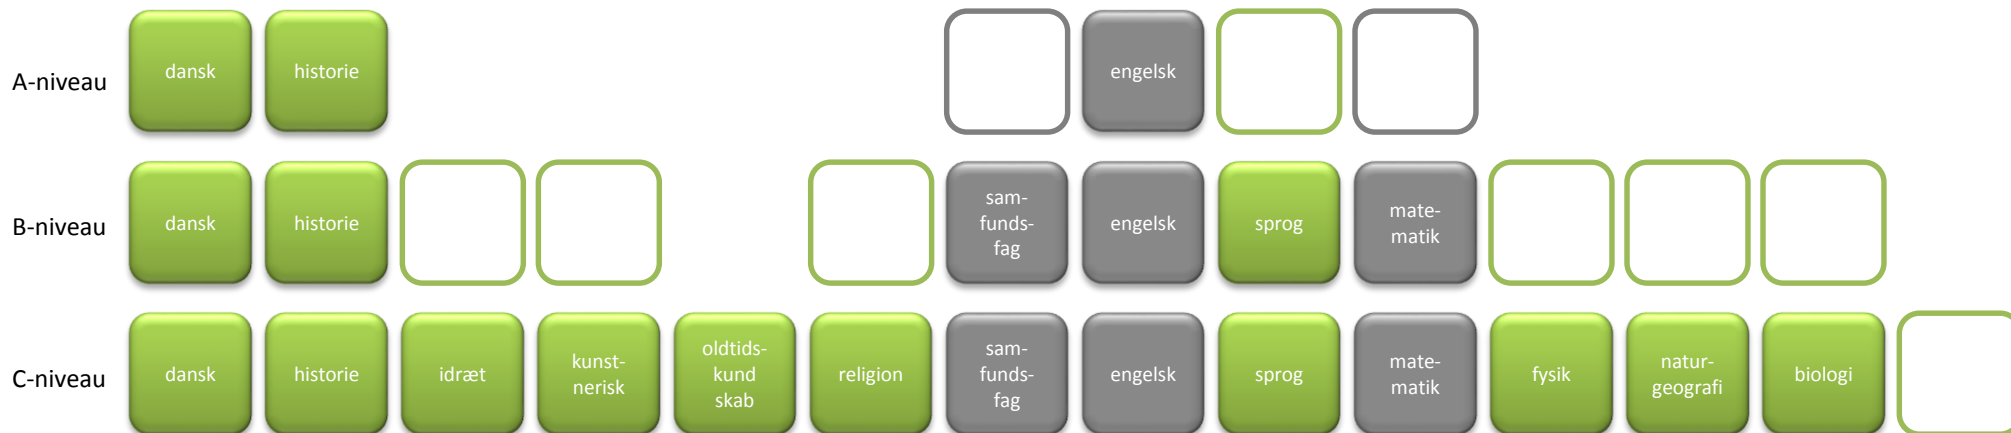 A-niveau
dansk
historie
engelsk
B-niveau
dansk
historie
sam-
funds-
fag
engelsk
sprog
mate-
matik
C-niveau
dansk
historie
idræt
kunst-
nerisk
oldtids-
kund
skab
religion
sam-
funds-
fag
engelsk
sprog
mate-
matik
fysik
natur-
geografi
biologi